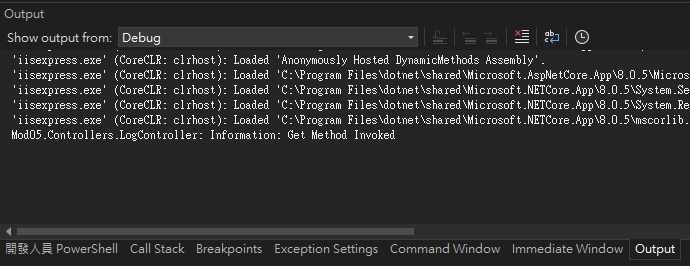 Output
Show output from: Debug
'iisexpress.exe' (CoreCLR: clrhost): Loaded 'Anonymously Hosted DynamicMethods Assembly'.
'iisexpress.exe' (CoreCLR: clrhost): Loaded 'C:\Program Files\dotnet\shared\Microsoft.AspNetCore.App\8.0.5\Micros
'iisexpress.exe' (CoreCLR: clrhost): Loaded 'C:\Program Files\dotnet\shared\Microsoft.NETCore.App\8.0.5\System.Se
'iisexpress.exe' (CoreCLR: clrhost): Loaded 'C:\Program Files\dotnet\shared\Microsoft.NETCore.App\8.0.5\System.Re
'iisexpress.exe' (CoreCLR: clrhost): Loaded 'C:\Program Files\dotnet\shared\Microsoft.NETCore.App\8.0.5\mscorlib.
Mod05.Controllers.LogController: Information: Get Method Invoked
開發人員 PowerShell Call Stack Breakpoints Exception Settings Command Window Immediate Window Output